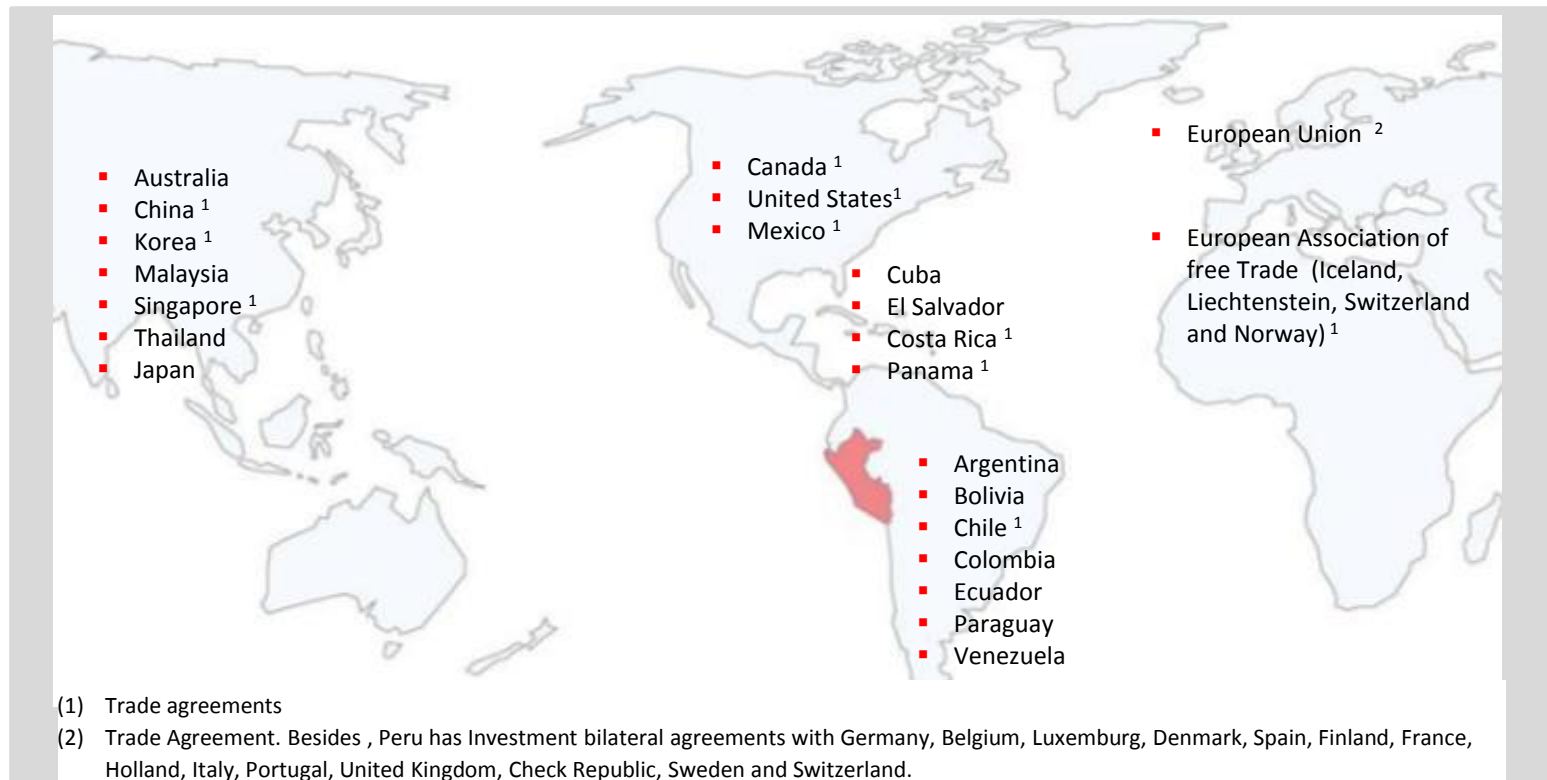 Australia
China 1
Korea 1
Malaysia
Singapore 1
Thailand
Japan
Canada 1
United States1
Mexico 1
Cuba
El Salvador
Costa Rica 1
Panama 1
Argentina
Bolivia
Chile 1
Colombia
Ecuador
Paraguay
Venezuela
European Union 2
European Association of
free Trade (Iceland,
Liechtenstein, Switzerland
and Norway) 1
(1) Trade agreements
(2) Trade Agreement. Besides , Peru has Investment bilateral agreements with Germany, Belgium, Luxemburg, Denmark, Spain, Finland, France,
Holland, Italy, Portugal, United Kingdom, Check Republic, Sweden and Switzerland.